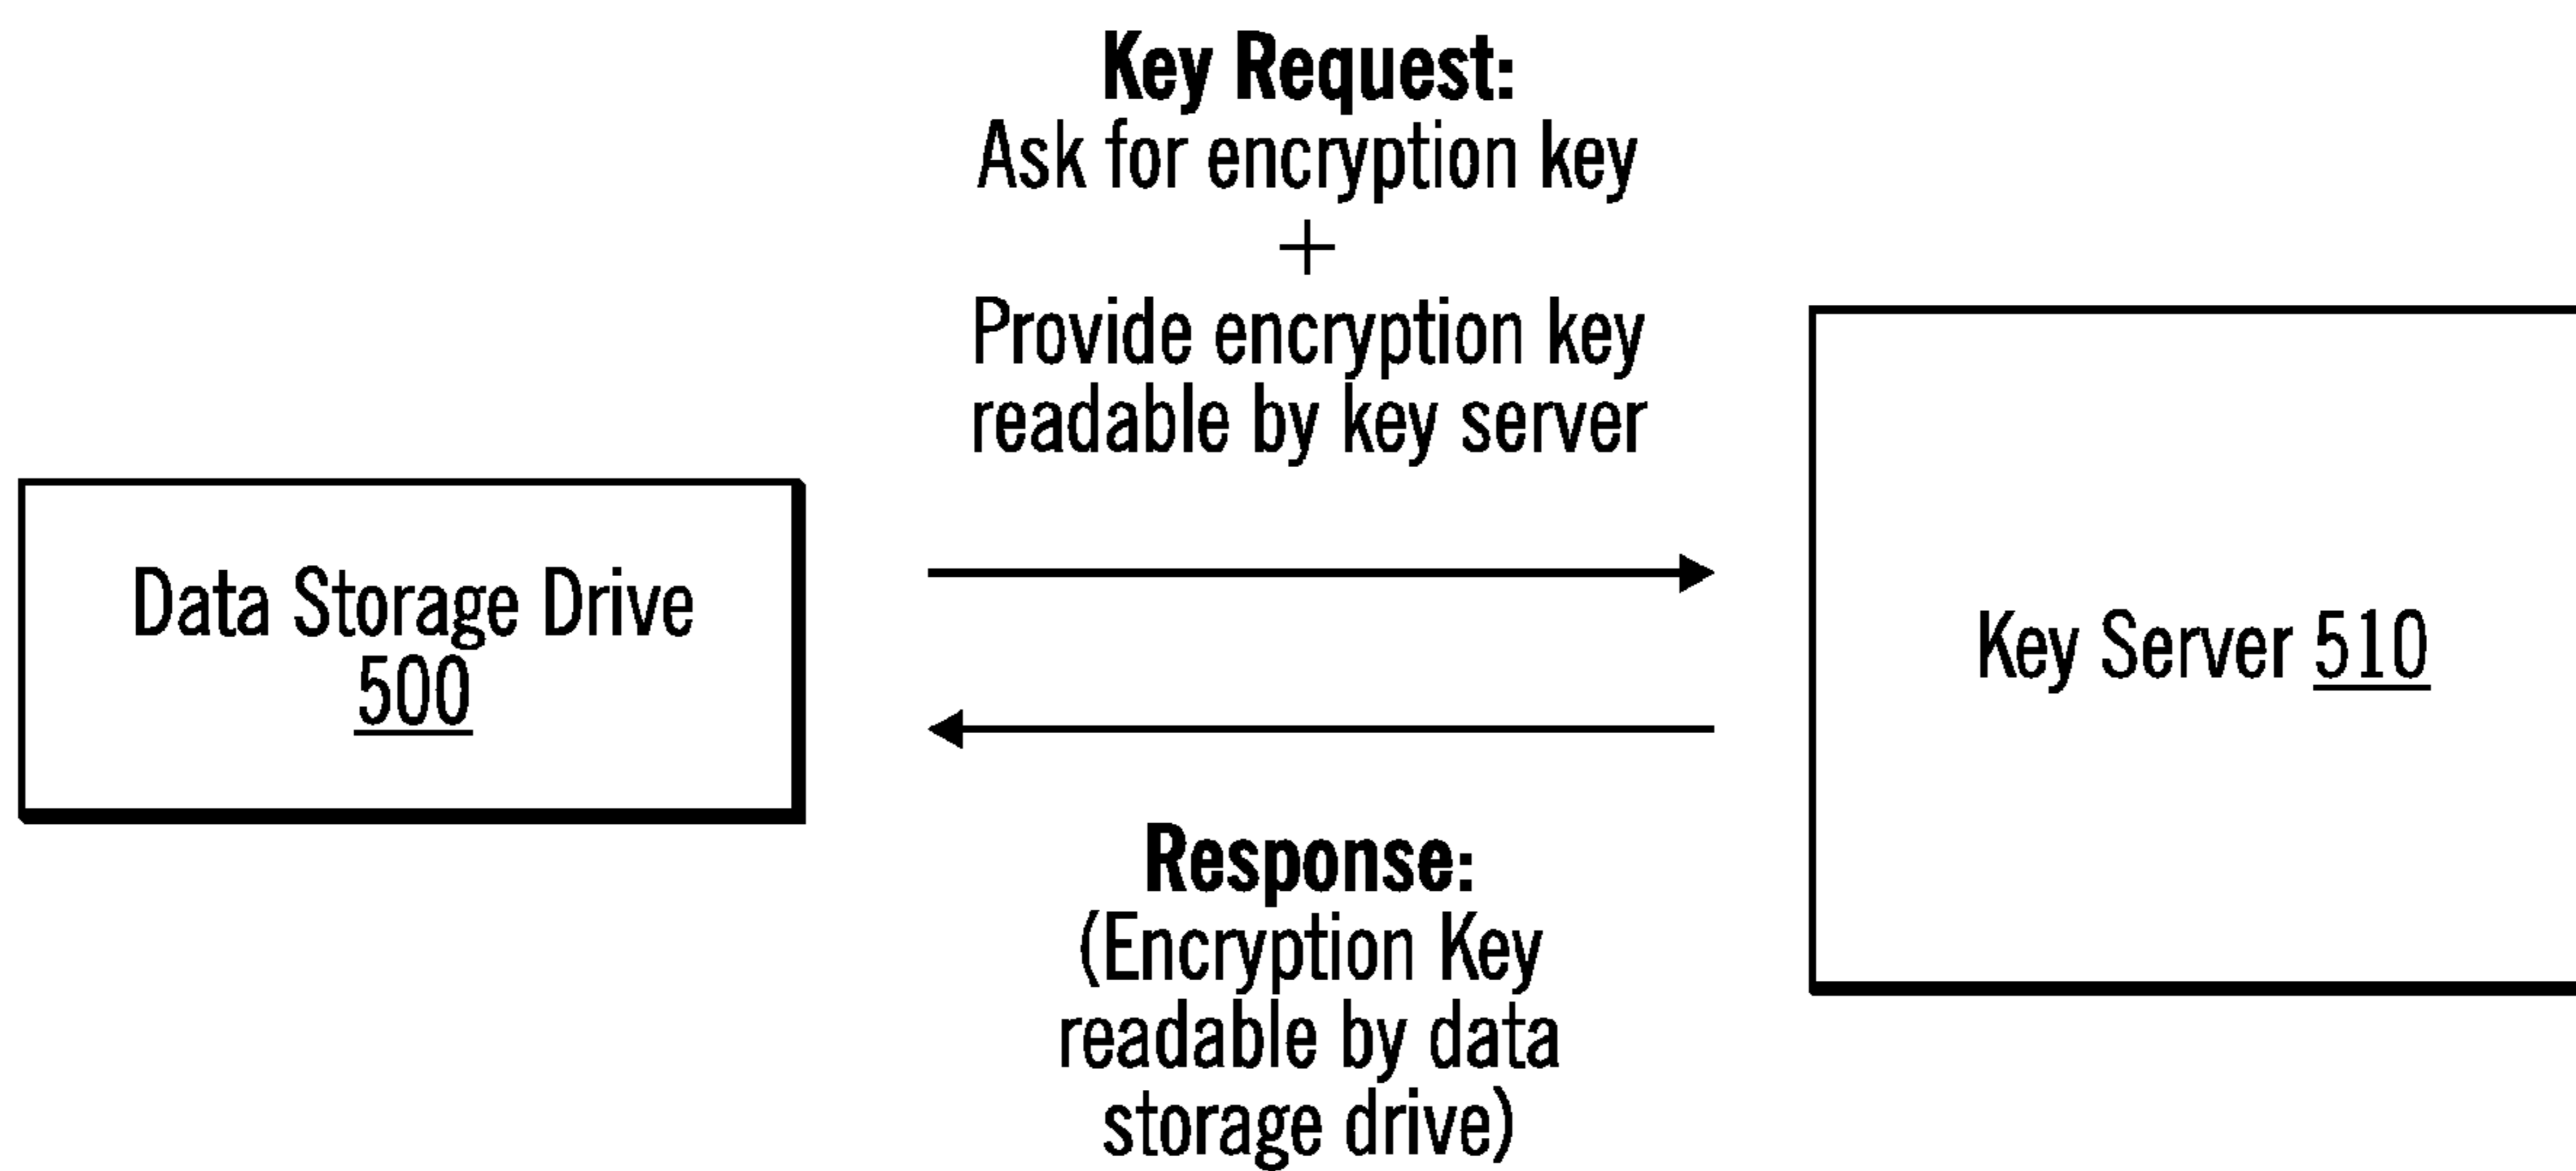 Key Request:
Ask for encryption key
+
Provide encryption key
readable by key server
Data Storage Drive
500
Key Server 510
Response:
(Encryption Key
readable by data
storage drive)